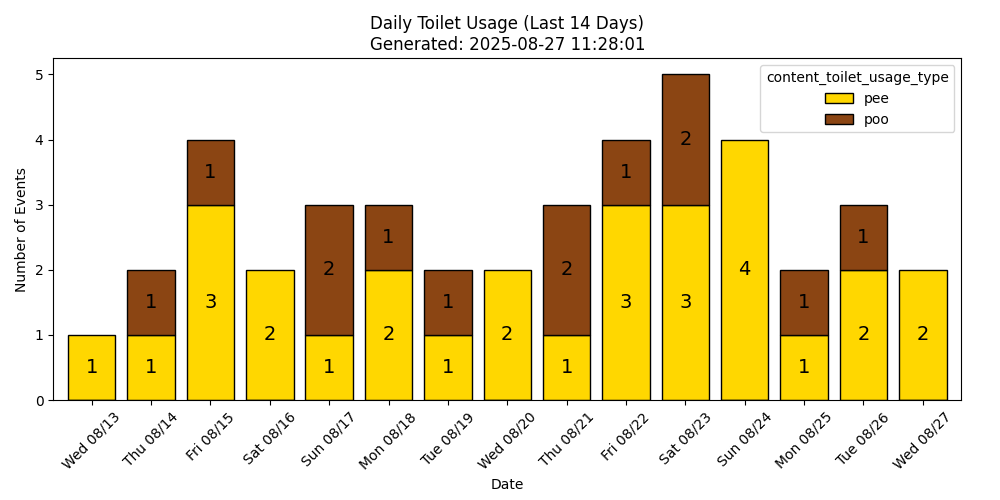 Daily Toilet Usage (Last 14 Days)
Generated: 2025-08-27 11:28:01
content_toilet_usage_type
pee
poo
Number of Events
5
4
3
2
1
0
1
1
1
3
1
2
1
2
2
1
1
1
2
1
2
3
1
3
2
4
1
1
2
1
2
Wed 08/13
Thu 08/14
Fri 08/15
Sat 08/16
Sun 08/17
Mon 08/18
Tue 08/19
Wed 08/20
Thu 08/21
Fri 08/22
Sat 08/23
Sun 08/24
Mon 08/25
Tue 08/26
Wed 08/27
Date